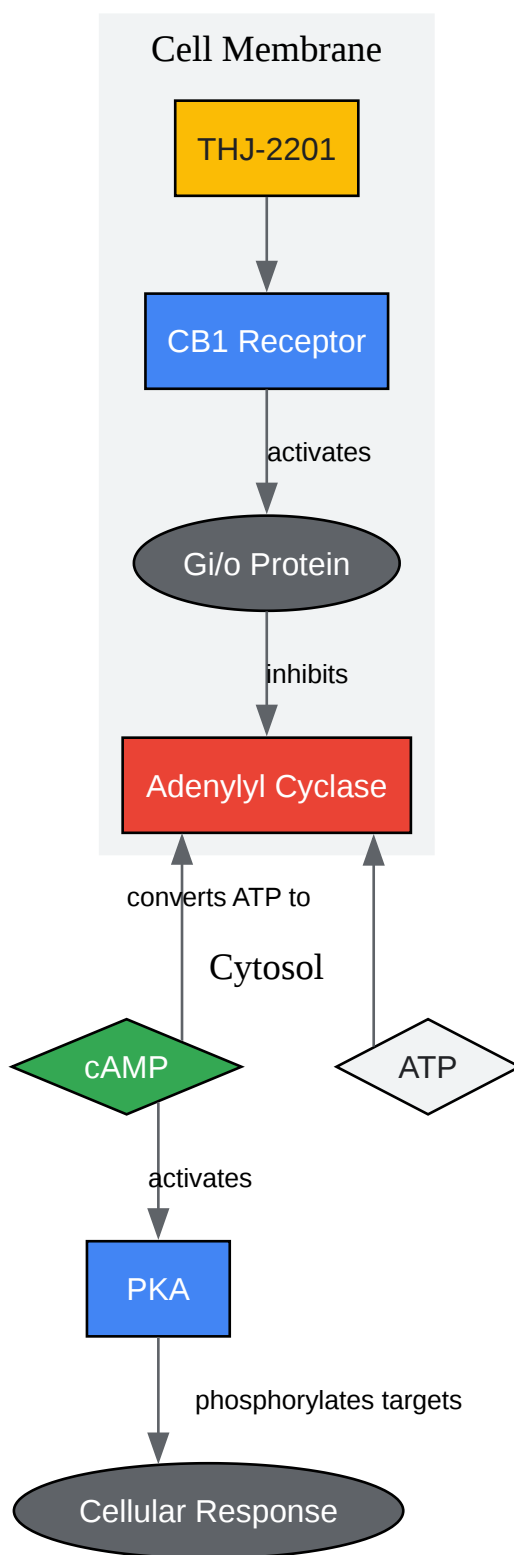 Cell Membrane
THJ-2201
CB1 Receptor
activates
Gi/o Protein
inhibits
Adenylyl Cyclase
converts ATP to
Cytosol
cAMP
ATP
activates
PKA
phosphorylates targets
Cellular Response